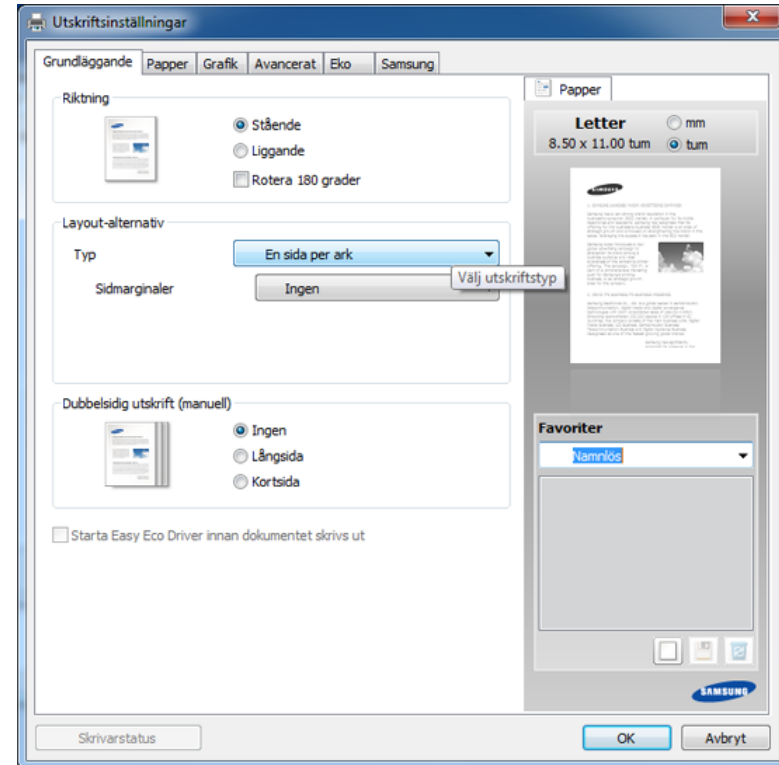 Utskriftsinställningar
Grundläggande Papper Grafik Avancerat Eko Samsung
Riktning
Stående
Liggande
Rotera 180 grader
Layout-alternativ
Typ En sida per ark
Välj utskriftstyp
Sidmarginaler Ingen
Dubbelsidig utskrift (manuell)
Ingen
Långsida
Kortsida
Starta Easy Eco Driver innan dokumentet skrivs ut
Papper
Letter mm
8.50 x 11.00 tum tum
SAMSUNG
Favoriter
Namnlös
SAMSUNG
Skrivarstatus OK Avbryt